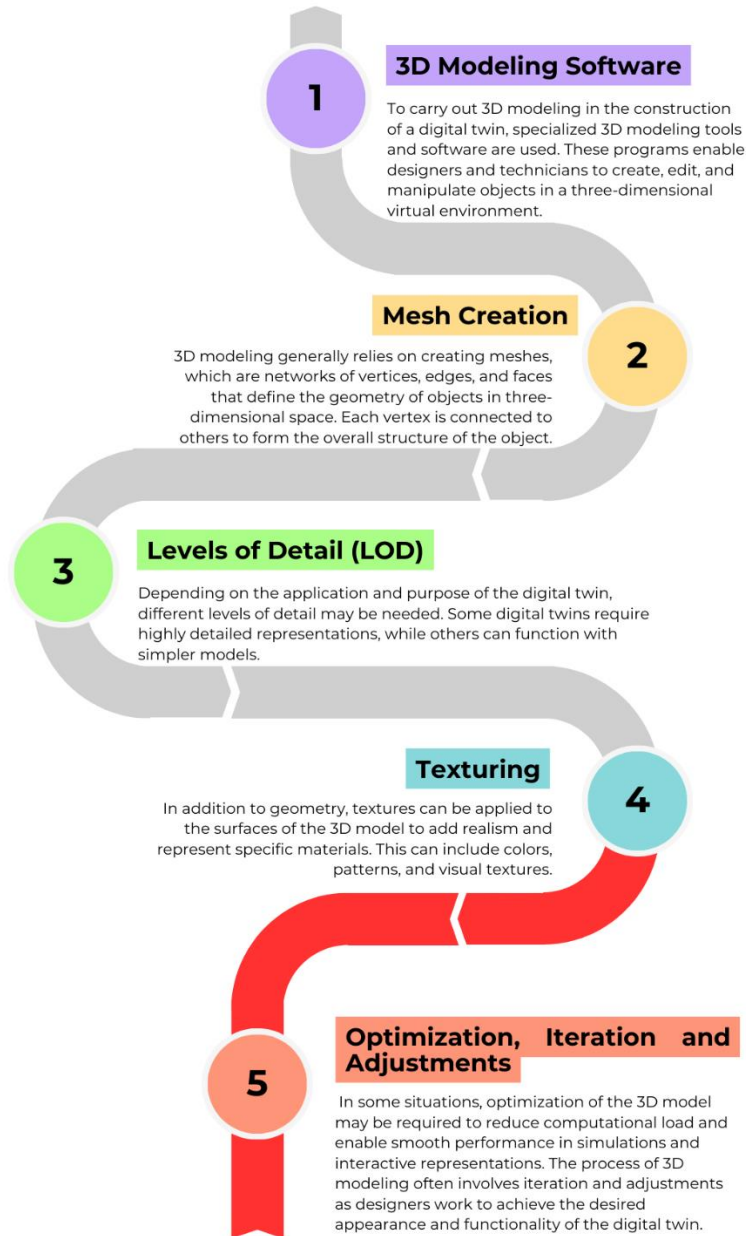 1
3D Modeling Software
To carry out 3D modeling in the construction
of a digital twin, specialized 3D modeling tools
and software are used. These programs enable
designers and technicians to create, edit, and
manipulate objects in a three-dimensional
virtual environment.
Mesh Creation
2
3D modeling generally relies on creating meshes,
which are networks of vertices, edges, and faces
that define the geometry of objects in three-
dimensional space. Each vertex is connected to
others to form the overall structure of the object.
3
Levels of Detail (LOD)
Depending on the application and purpose of the digital twin,
different levels of detail may be needed. Some digital twins require
highly detailed representations, while others can function with
simpler models.
Texturing
4
In addition to geometry, textures can be applied to
the surfaces of the 3D model to add realism and
represent specific materials. This can include colors,
patterns, and visual textures.
5
Optimization, Iteration and
Adjustments
In some situations, optimization of the 3D model
may be required to reduce computational load and
enable smooth performance in simulations and
interactive representations. The process of 3D
modeling often involves iteration and adjustments
as designers work to achieve the desired
appearance and functionality of the digital twin.